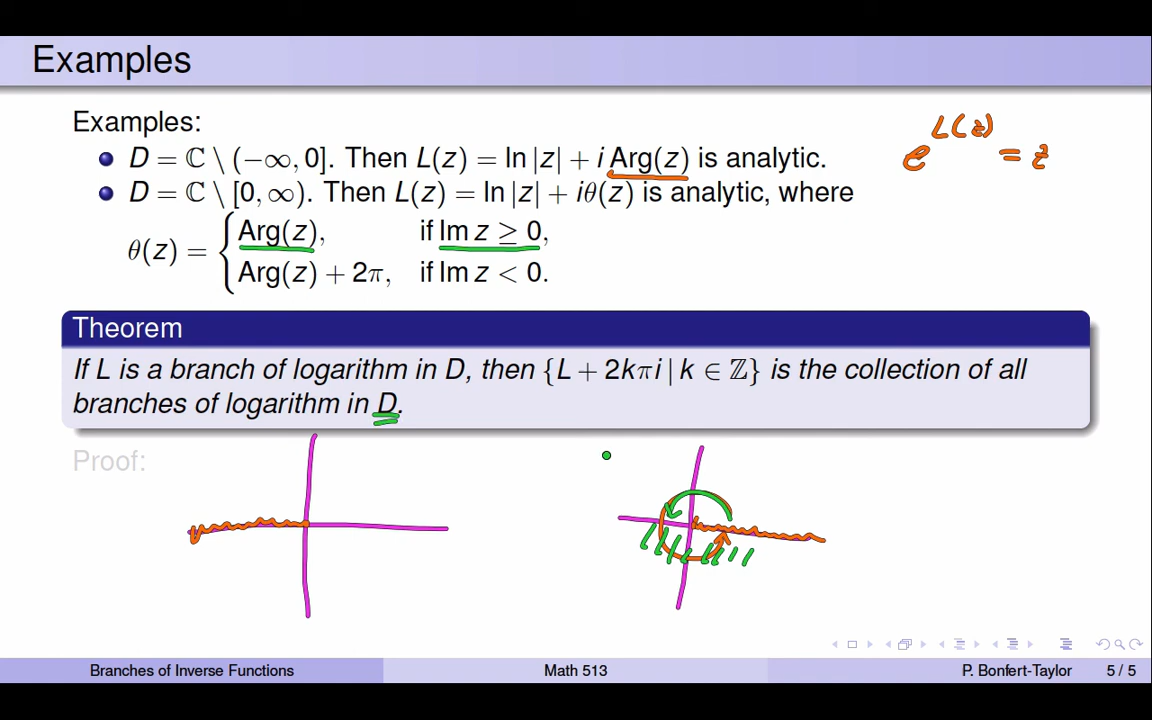 Examples
Examples:
D = ℂ \ (−∞, 0]. Then L(z) = ln |z| + i Arg(z) is analytic.
e^{L(z)} = z
D = ℂ \ [0, ∞). Then L(z) = ln |z| + iθ(z) is analytic, where
θ(z) = { Arg(z), if Im z ≥ 0,
Arg(z) + 2π, if Im z < 0.
Theorem
If L is a branch of logarithm in D, then {L + 2kπi | k ∈ ℤ} is the collection of all
branches of logarithm in D.
Proof:
Branches of Inverse Functions Math 513 P. Bonfert-Taylor 5 / 5